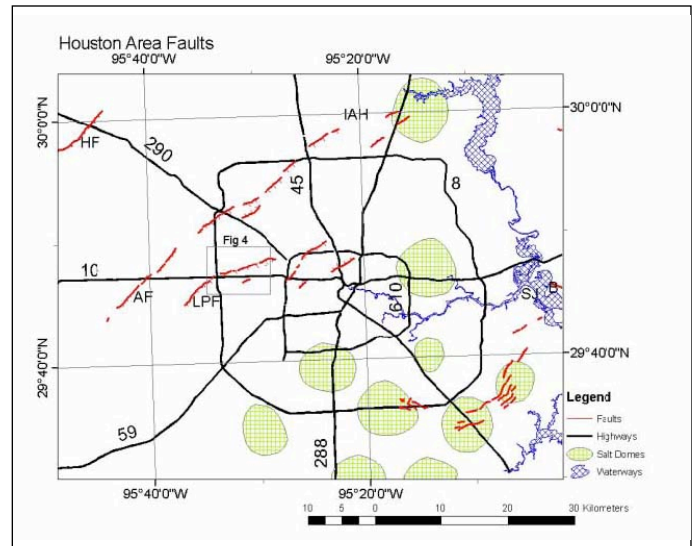 Houston Area Faults
95°40'0"W 95°20'0"W
30°0'0"N
30°0'0"N
IAH
HF
290
45
8
Fig 4
10
AF
LPF
610
SJ B
29°40'0"N
29°40'0"N
59
288
Legend
Faults
Highways
Salt Domes
Waterways
95°40'0"W 95°20'0"W
10 5 0 10 20 30 Kilometers